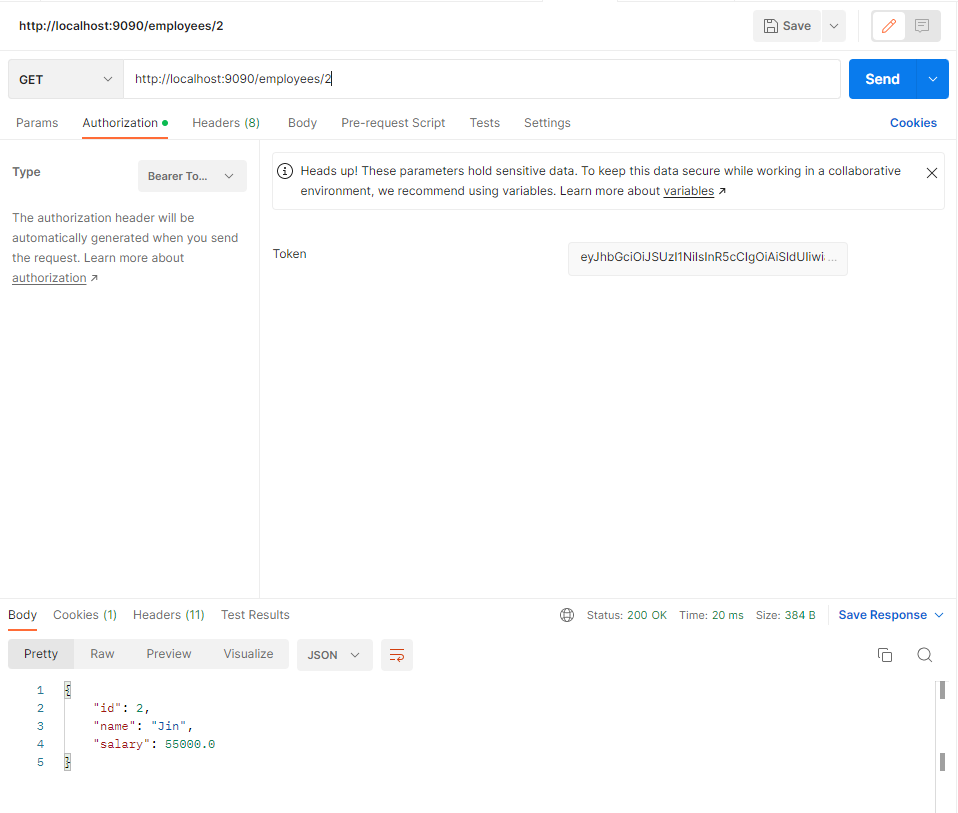 http://localhost:9090/employees/2
Save
GET
http://localhost:9090/employees/2
Send
Params Authorization Headers (8) Body Pre-request Script Tests Settings Cookies
Type
Bearer To...
The authorization header will be
automatically generated when you send
the request. Learn more about
authorization ↗
Heads up! These parameters hold sensitive data. To keep this data secure while working in a collaborative
environment, we recommend using variables. Learn more about variables ↗
Token
eyJhbGciOiJSUzI1NiIsInR5cCIgOiAiSldUIiwi...
Body Cookies (1) Headers (11) Test Results Status: 200 OK Time: 20 ms Size: 384 B Save Response
Pretty Raw Preview Visualize JSON
1 {
2 "id": 2,
3 "name": "Jin",
4 "salary": 55000.0
5 }